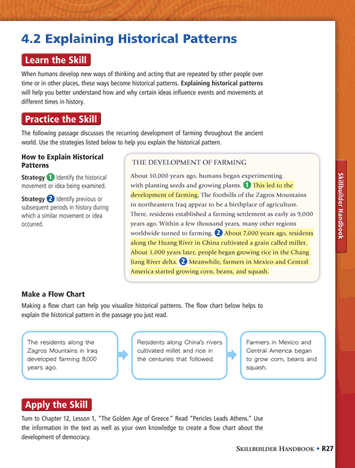 4.2 Explaining Historical Patterns
Learn the Skill
When humans develop new ways of thinking and acting that are repeated by other people over
time or in other places, these ways become historical patterns. Explaining historical patterns
will help you better understand how and why certain ideas influence events and movements at
different times in history.
Practice the Skill
The following passage discusses the recurring development of farming throughout the ancient
world. Use the strategies listed below to help you explain the historical pattern.
How to Explain Historical
Patterns
Strategy 1 Identify the historical
movement or idea being examined.
Strategy 2 Identify previous or
subsequent periods in history during
which a similar movement or idea
occurred.
THE DEVELOPMENT OF FARMING
About 10,000 years ago, humans began experimenting
with planting seeds and growing plants. 1 This led to the
development of farming. The foothills of the Zagros Mountains
in northeastern Iraq appear to be a birthplace of agriculture.
There, residents established a farming settlement as early as 9,000
years ago. Within a few thousand years, many other regions
worldwide turned to farming. 2 About 7,000 years ago, residents
along the Huang River in China cultivated a grain called millet.
About 1,000 years later, people began growing rice in the Chang
Jiang River delta. 2 Meanwhile, farmers in Mexico and Central
America started growing corn, beans, and squash.
Make a Flow Chart
Making a flow chart can help you visualize historical patterns. The flow chart below helps to
explain the historical pattern in the passage you just read.
The residents along the
Zagros Mountains in Iraq
developed farming 9,000
years ago.
Residents along China's rivers
cultivated millet and rice in
the centuries that followed.
Farmers in Mexico and
Central America began
to grow corn, beans and
squash.
Apply the Skill
Turn to Chapter 12, Lesson 1, "The Golden Age of Greece." Read "Pericles Leads Athens." Use
the information in the text as well as your own knowledge to create a flow chart about the
development of democracy.
SKILLBUILDER HANDBOOK • R27
Skillbuilder Handbook